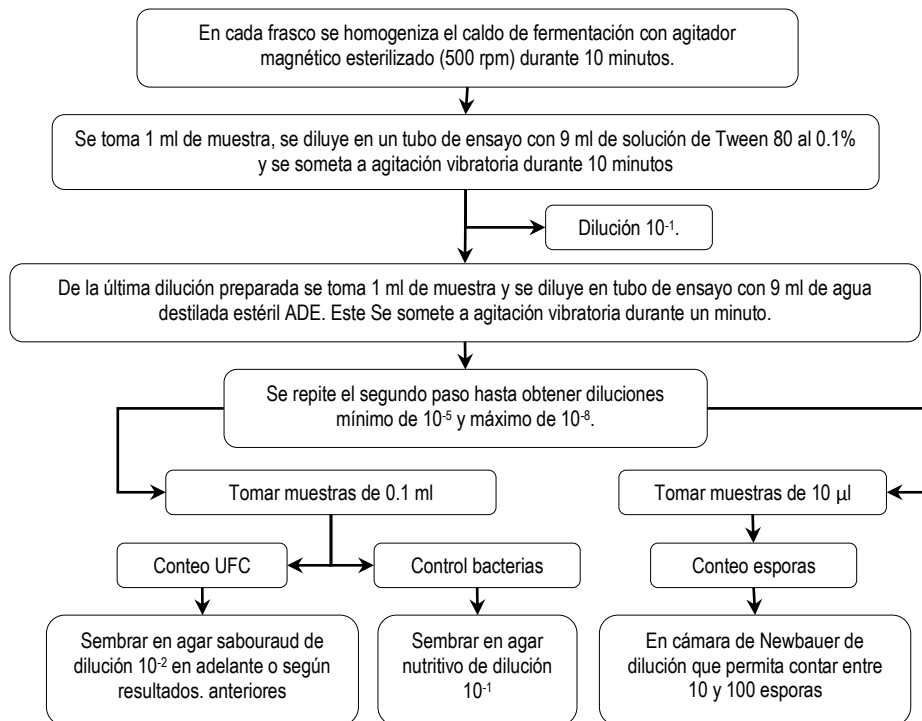 En cada frasco se homogeniza el caldo de fermentación con agitador
magnético esterilizado (500 rpm) durante 10 minutos.
Se toma 1 ml de muestra, se diluye en un tubo de ensayo con 9 ml de solución de Tween 80 al 0.1%
y se someta a agitación vibratoria durante 10 minutos
Dilución 10⁻¹.
De la última dilución preparada se toma 1 ml de muestra y se diluye en tubo de ensayo con 9 ml de agua
destilada estéril ADE. Este Se somete a agitación vibratoria durante un minuto.
Se repite el segundo paso hasta obtener diluciones
mínimo de 10⁻⁵ y máximo de 10⁻⁸.
Tomar muestras de 0.1 ml
Tomar muestras de 10 µl
Conteo UFC
Control bacterias
Conteo esporas
Sembrar en agar sabouraud de
dilución 10⁻² en adelante o según
resultados. anteriores
Sembrar en agar
nutritivo de dilución
10⁻¹
En cámara de Newbauer de
dilución que permita contar entre
10 y 100 esporas